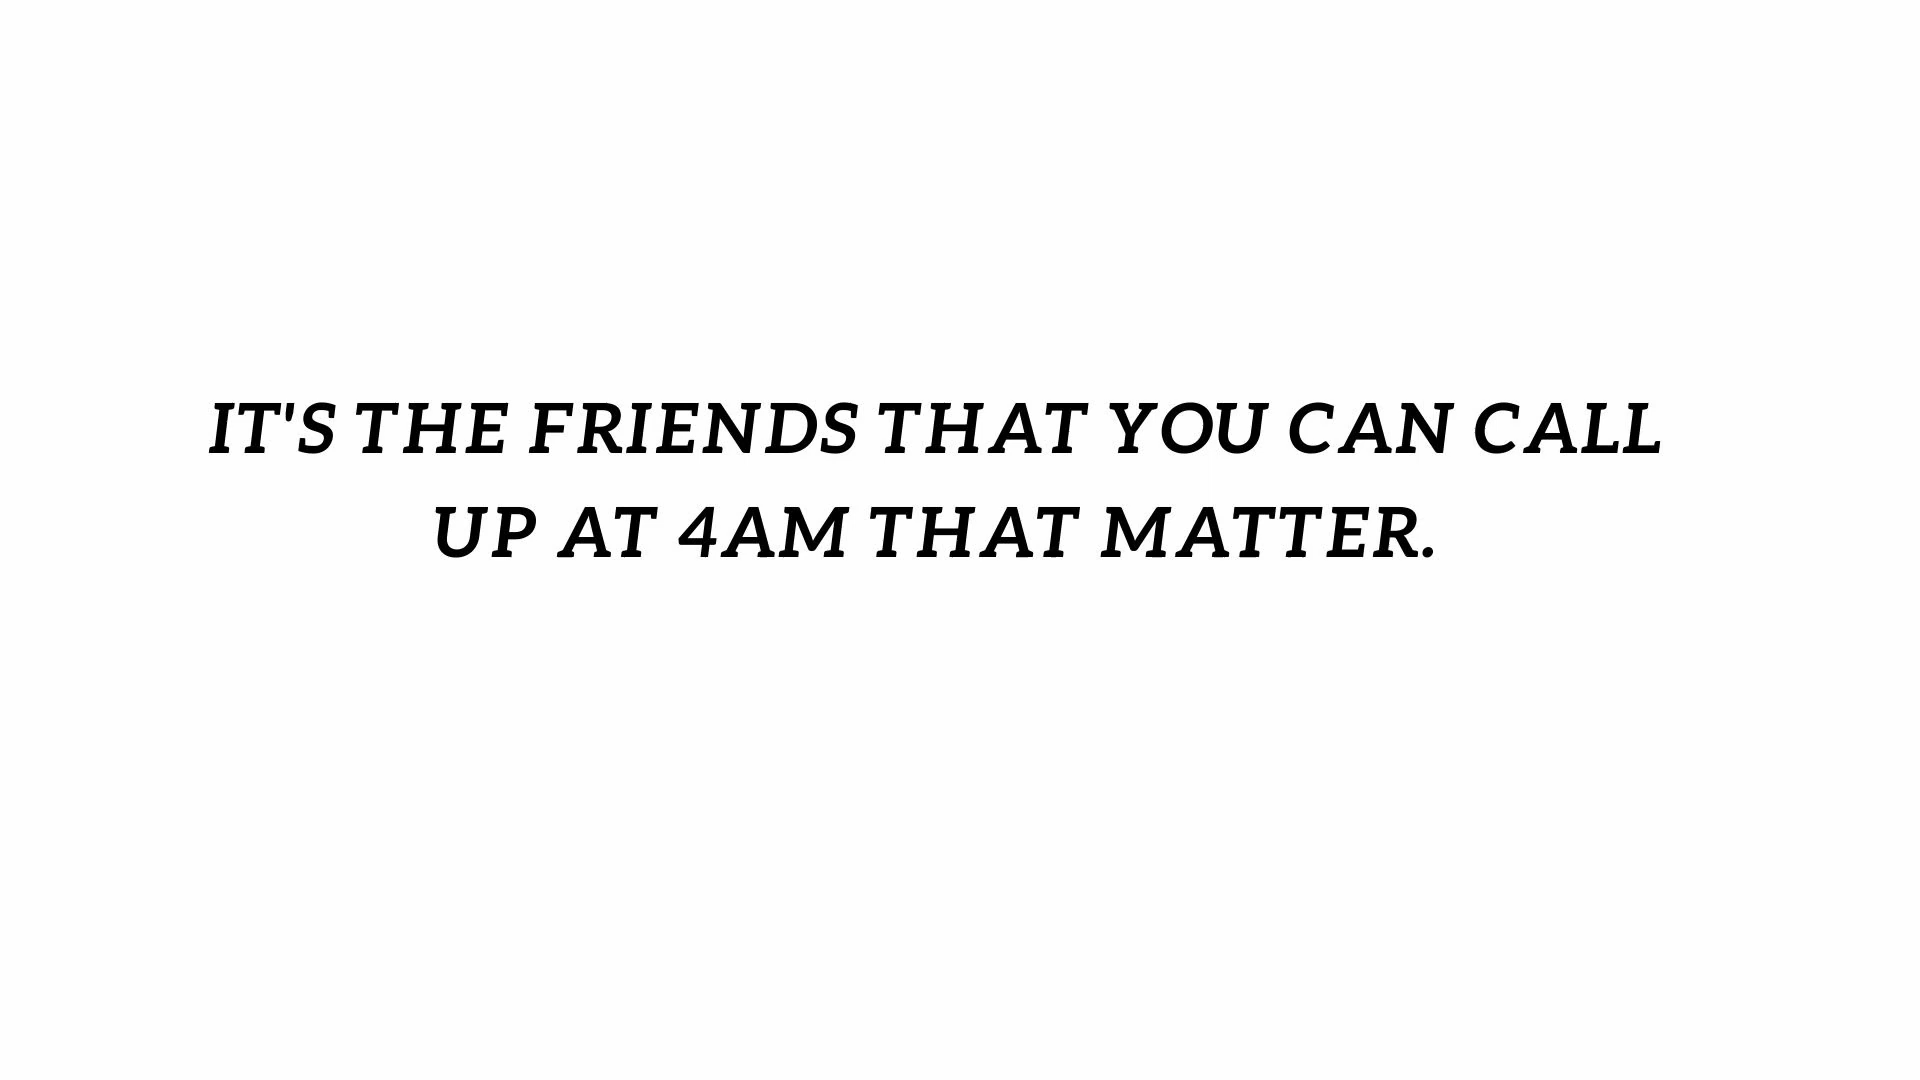 IT'S THE FRIENDS THAT YOU CAN CALL
UP AT 4AM THAT MATTER.